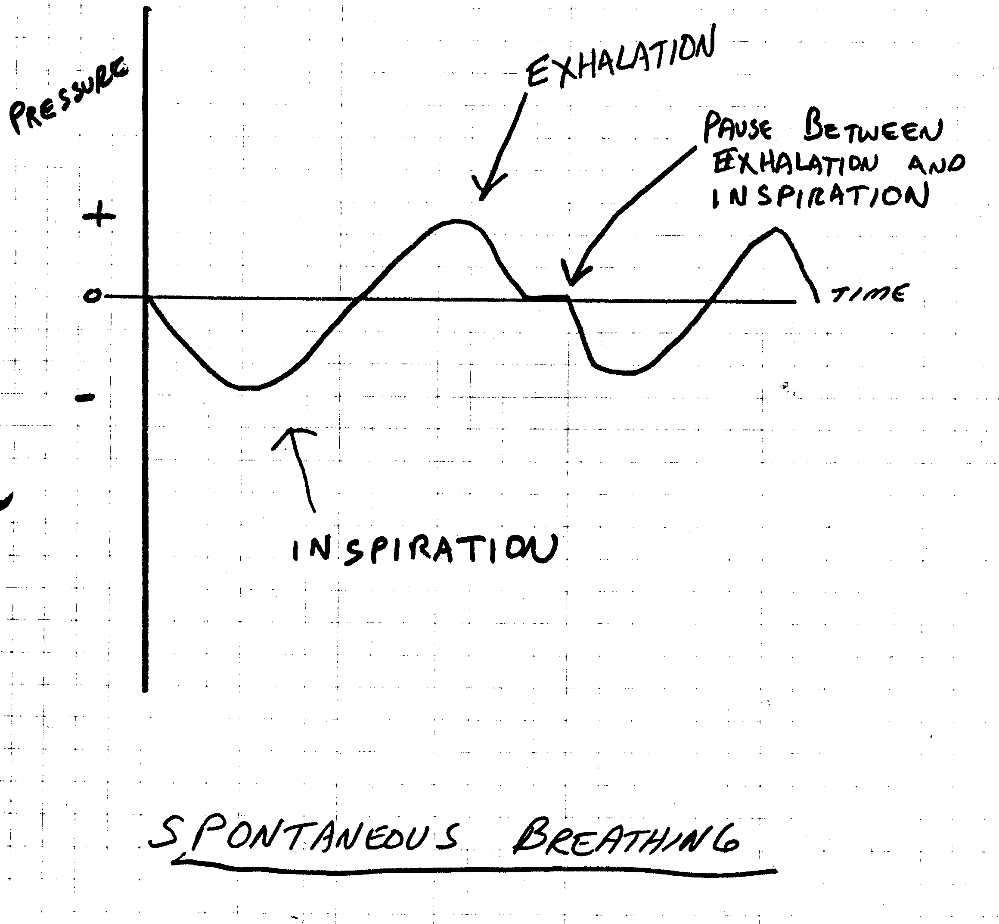 PRESSURE
EXHALATION
PAUSE BETWEEN
EXHALATION AND
INSPIRATION
+
0
TIME
-
INSPIRATION
SPONTANEOUS BREATHING